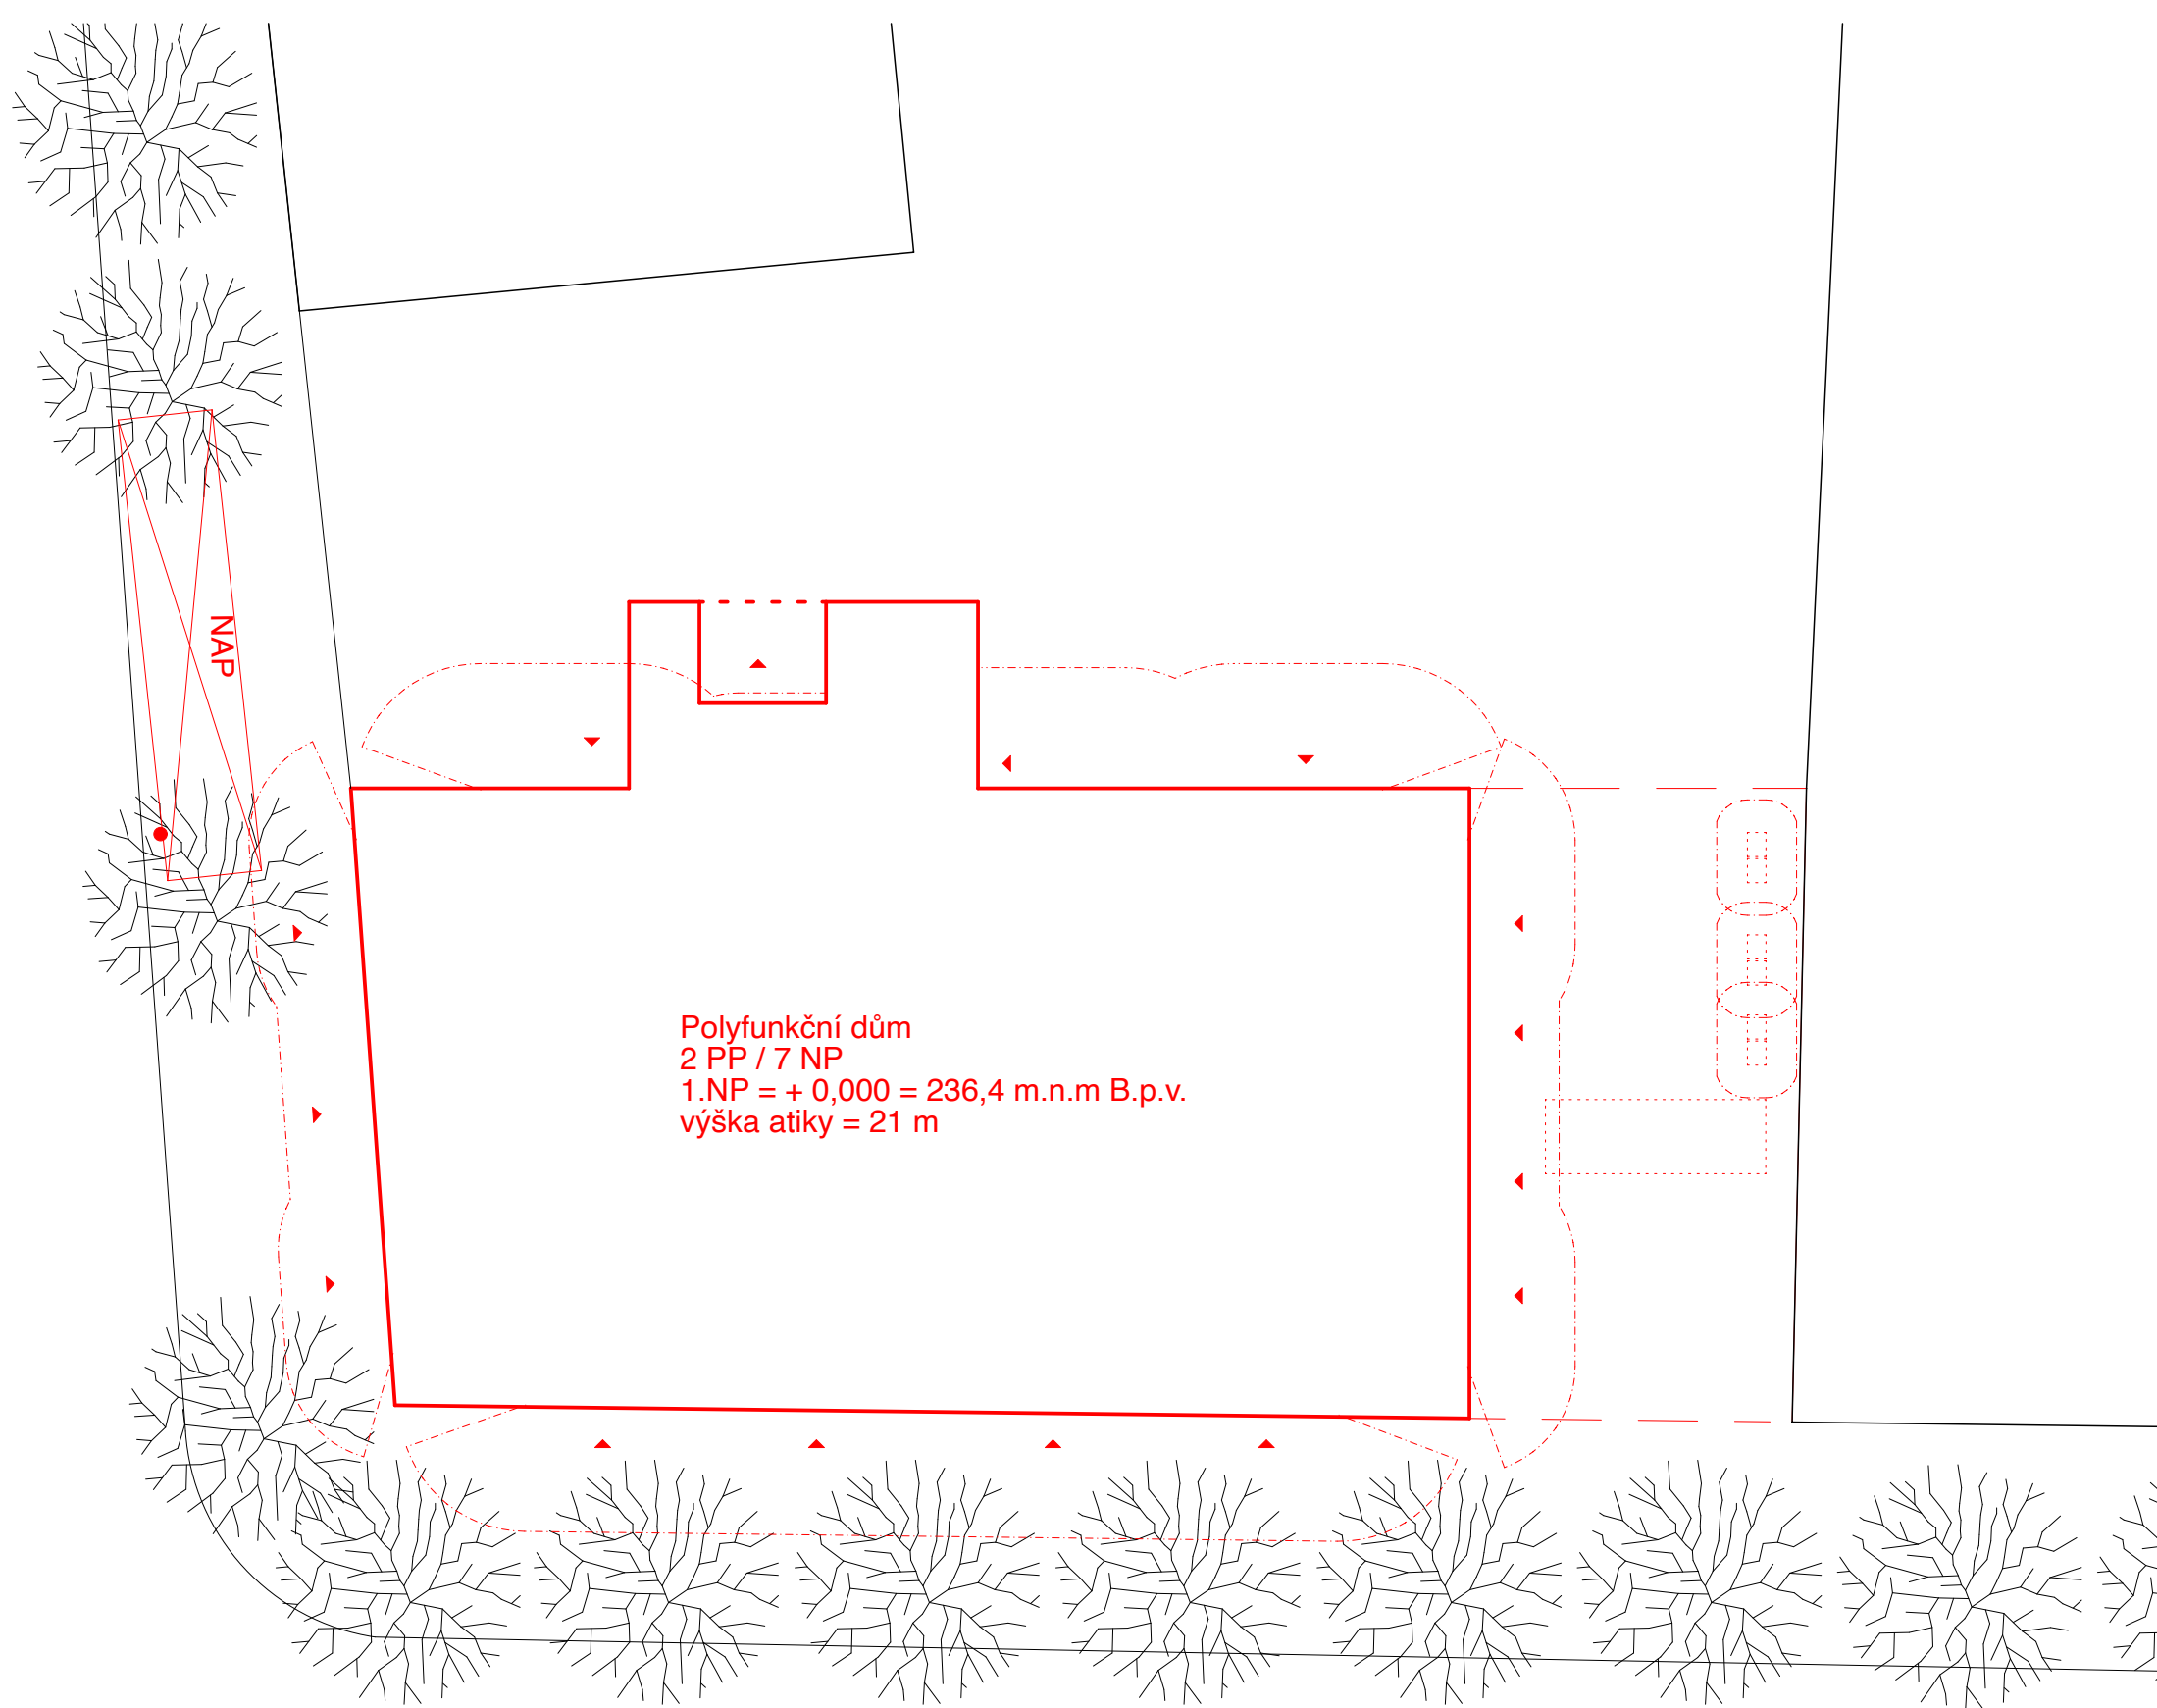 NAP
Polyfunkční dům
2 PP / 7 NP
1.NP = + 0,000 = 236,4 m.n.m B.p.v.
výška atiky = 21 m